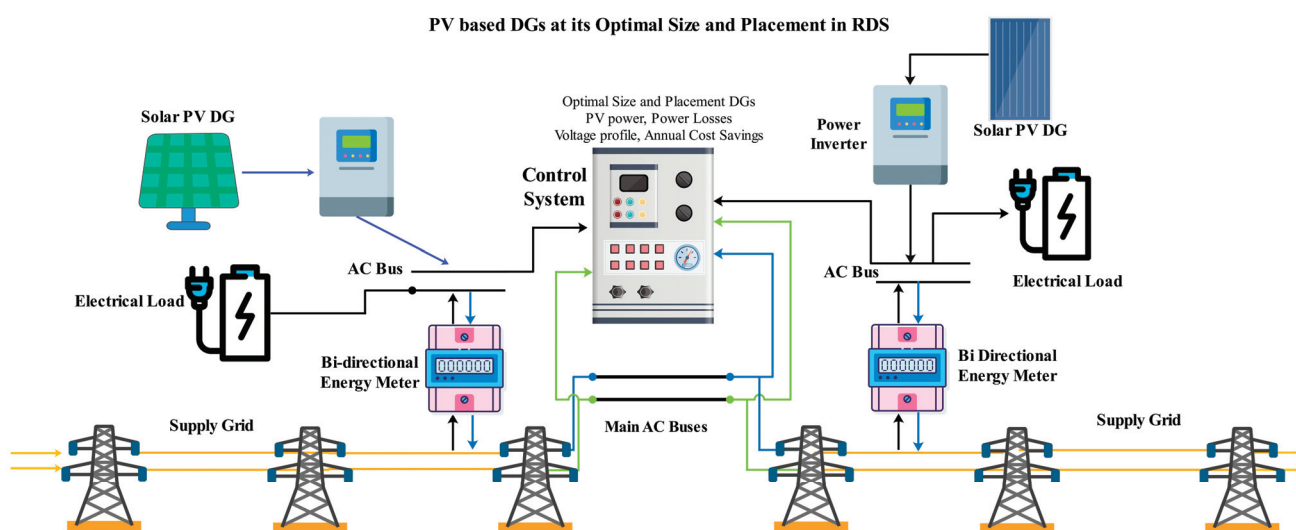 PV based DGs at its Optimal Size and Placement in RDS
Optimal Size and Placement DGs
PV power, Power Losses
Voltage profile, Annual Cost Savings
Solar PV DG
Power
Inverter
Solar PV DG
Control
System
AC Bus
AC Bus
Electrical Load
Electrical Load
Bi-directional
Energy Meter
000000
Bi Directional
Energy Meter
000000
Supply Grid
Main AC Buses
Supply Grid